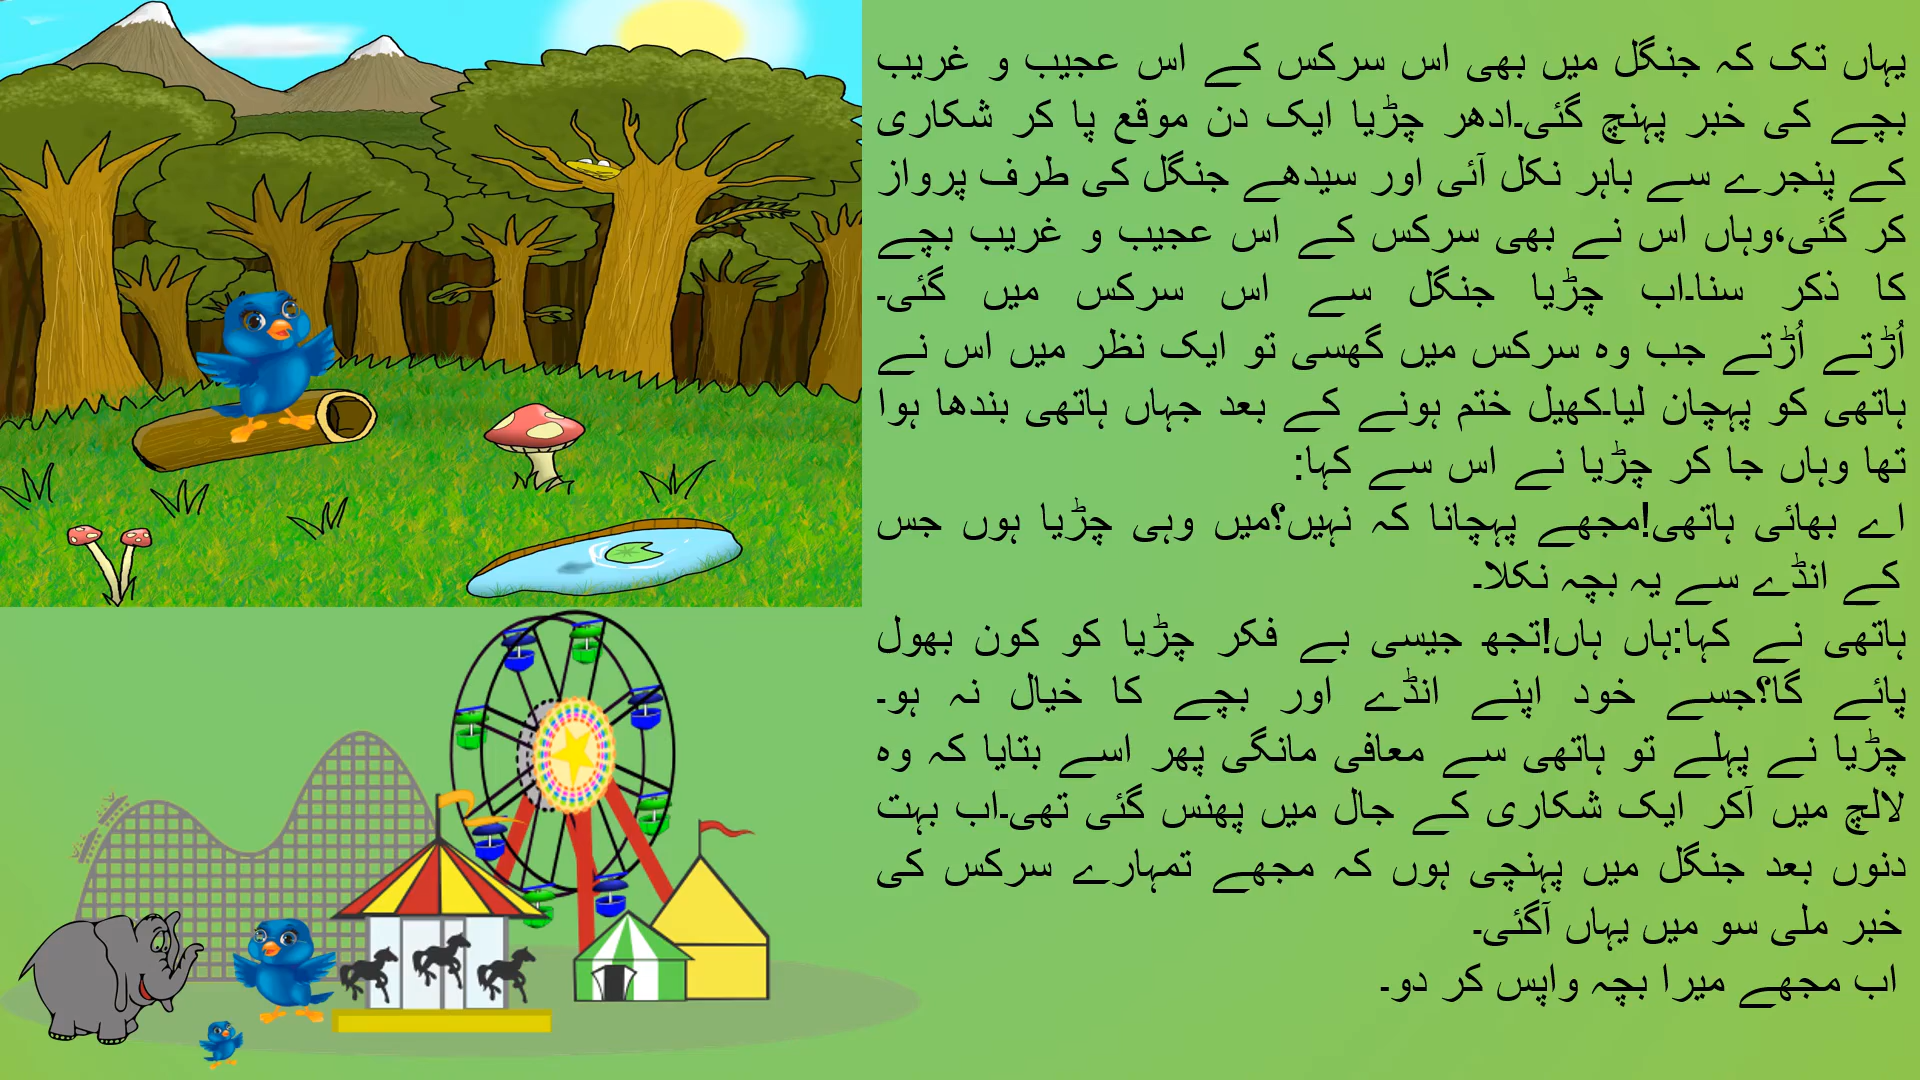 یہاں تک کہ جنگل میں بھی اس سرکس کے اس عجیب و غریب
بچے کی خبر پہنچ گئی۔ادھر چڑیا ایک دن موقع پا کر شکاری
کے پنجرے سے باہر نکل آئی اور سیدھے جنگل کی طرف پرواز
کر گئی،وہاں اس نے بھی سرکس کے اس عجیب و غریب بچے
کا ذکر سنا۔اب چڑیا جنگل سے اس سرکس میں گئی۔
اُڑتے اُڑتے جب وہ سرکس میں گھسی تو ایک نظر میں اس نے
ہاتھی کو پہچان لیا۔کھیل ختم ہونے کے بعد جہاں ہاتھی بندھا ہوا
تھا وہاں جا کر چڑیا نے اس سے کہا:
اے بھائی ہاتھی!مجھے پہچانا کہ نہیں؟میں وہی چڑیا ہوں جس
کے انڈے سے یہ بچہ نکلا۔
ہاتھی نے کہا:ہاں ہاں!تجھ جیسی بے فکر چڑیا کو کون بھول
پائے گا؟جسے خود اپنے انڈے اور بچے کا خیال نہ ہو۔
چڑیا نے پہلے تو ہاتھی سے معافی مانگی پھر اسے بتایا کہ وہ
لالچ میں آکر ایک شکاری کے جال میں پھنس گئی تھی۔اب بہت
دنوں بعد جنگل میں پہنچی ہوں کہ مجھے تمہارے سرکس کی
خبر ملی سو میں یہاں آگئی۔
اب مجھے میرا بچہ واپس کر دو۔